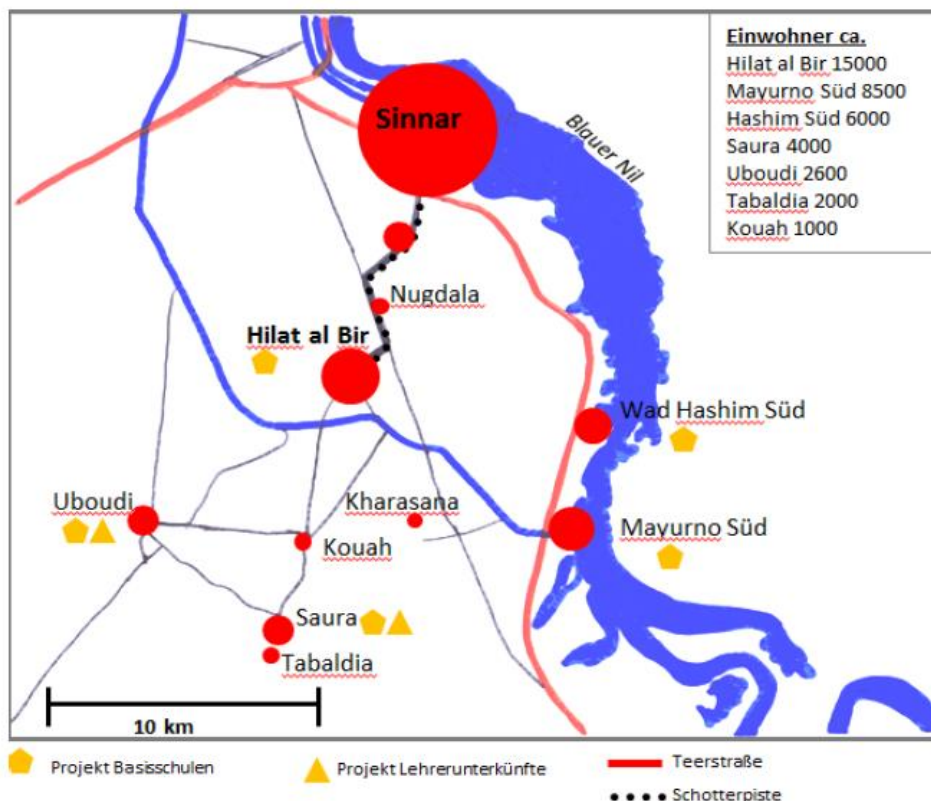 Einwohner ca.
Hilat al Bir 15000
Mayurno Süd 8500
Hashim Süd 6000
Saura 4000
Uboudi 2600
Tabaldia 2000
Kouah 1000
Sinnar
Blauer Nil
Nugdala
Hilat al Bir
Wad Hashim Süd
Uboudi
Kharasana
Mayurno Süd
Kouah
Saura
Tabaldia
10 km
Projekt Basisschulen
Projekt Lehrerunterkünfte
Teerstraße
Schotterpiste